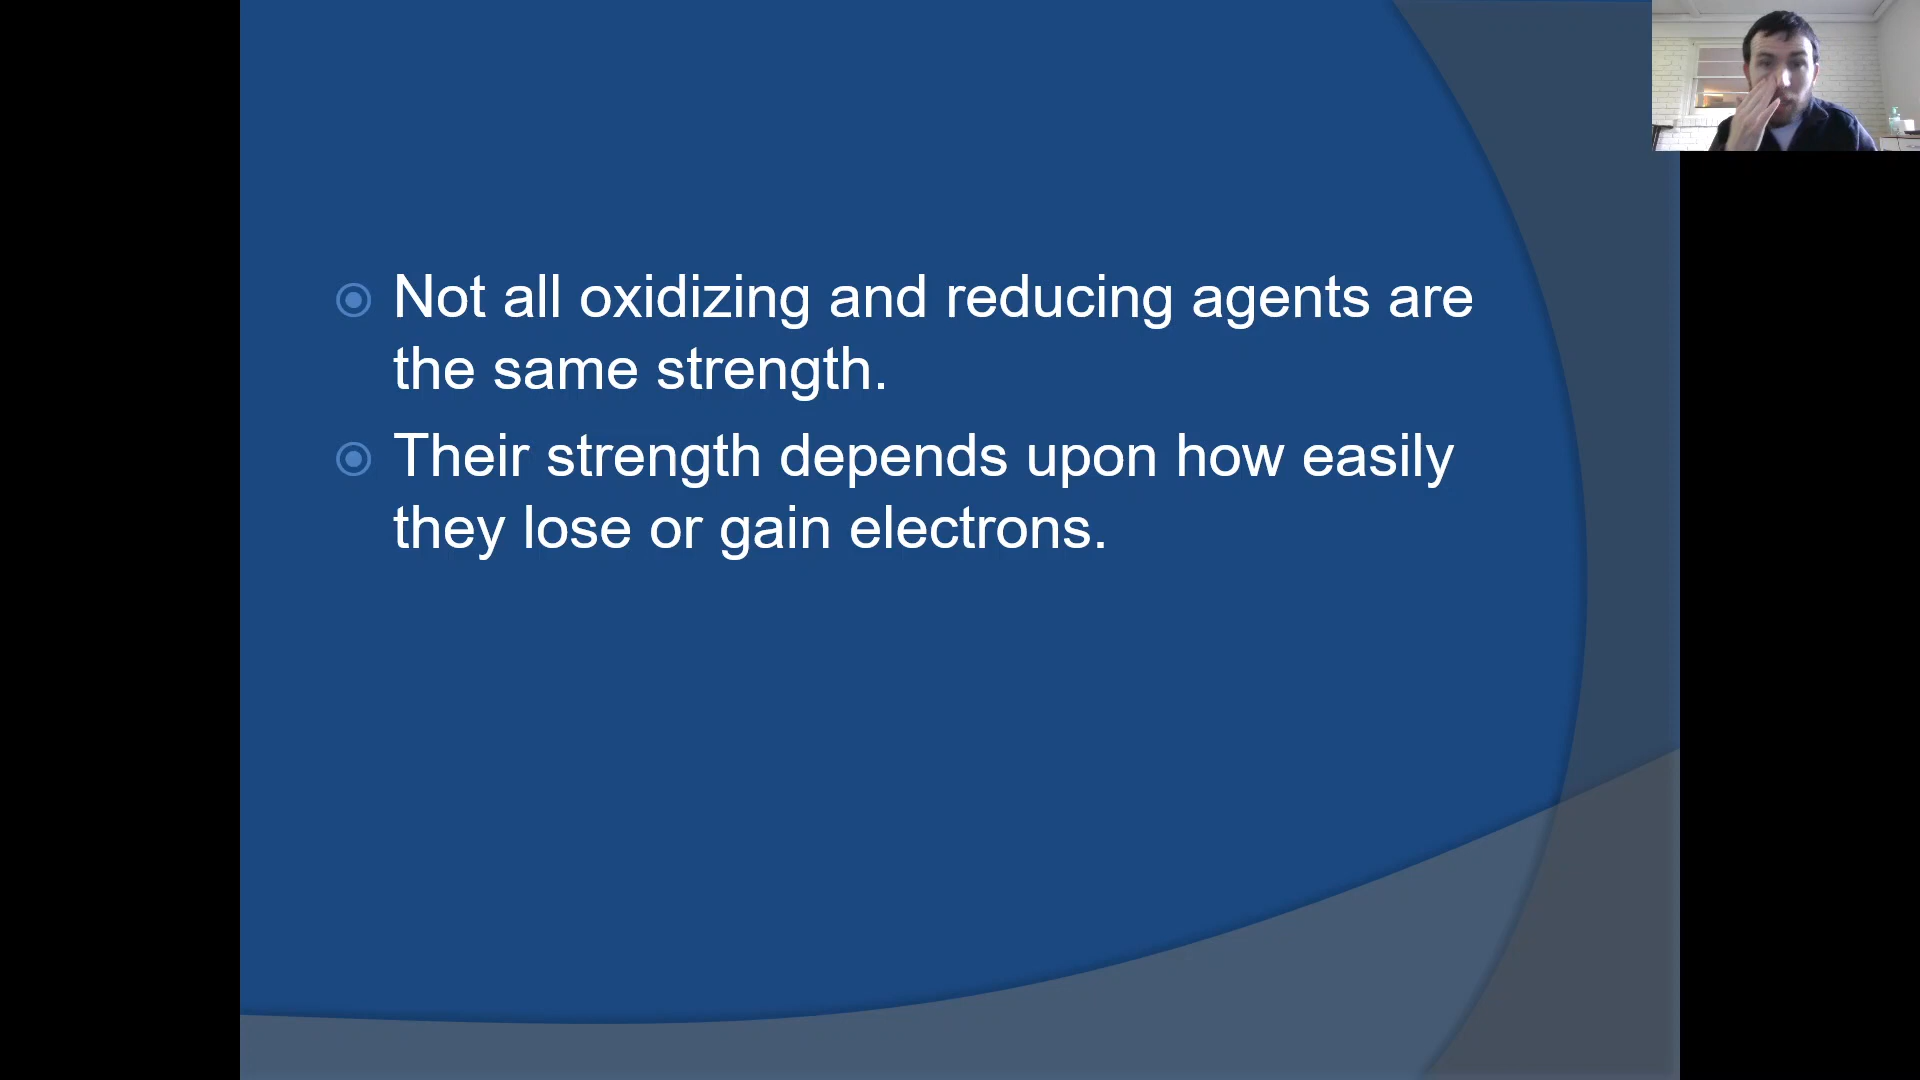 Not all oxidizing and reducing agents are
the same strength.
Their strength depends upon how easily
they lose or gain electrons.